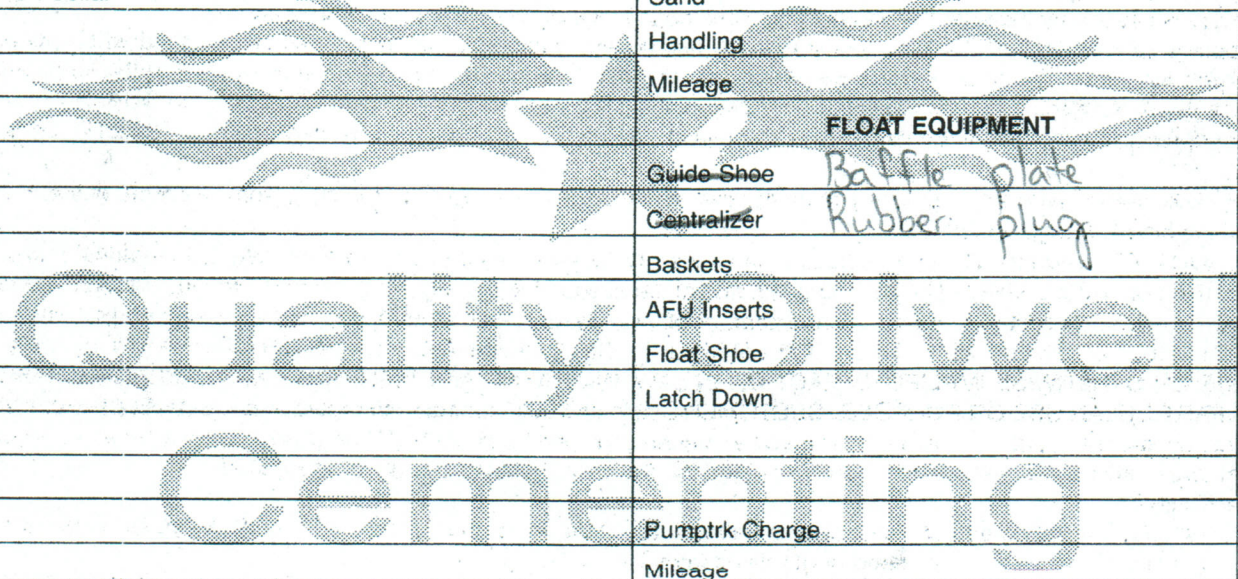 Sand
Handling
Mileage
FLOAT EQUIPMENT
Guide Shoe Baffle plate
Centralizer Rubber plug
Baskets
AFU Inserts
Float Shoe
Latch Down
Quality Oilwell
Cementing
Pumptrk Charge
Mileage